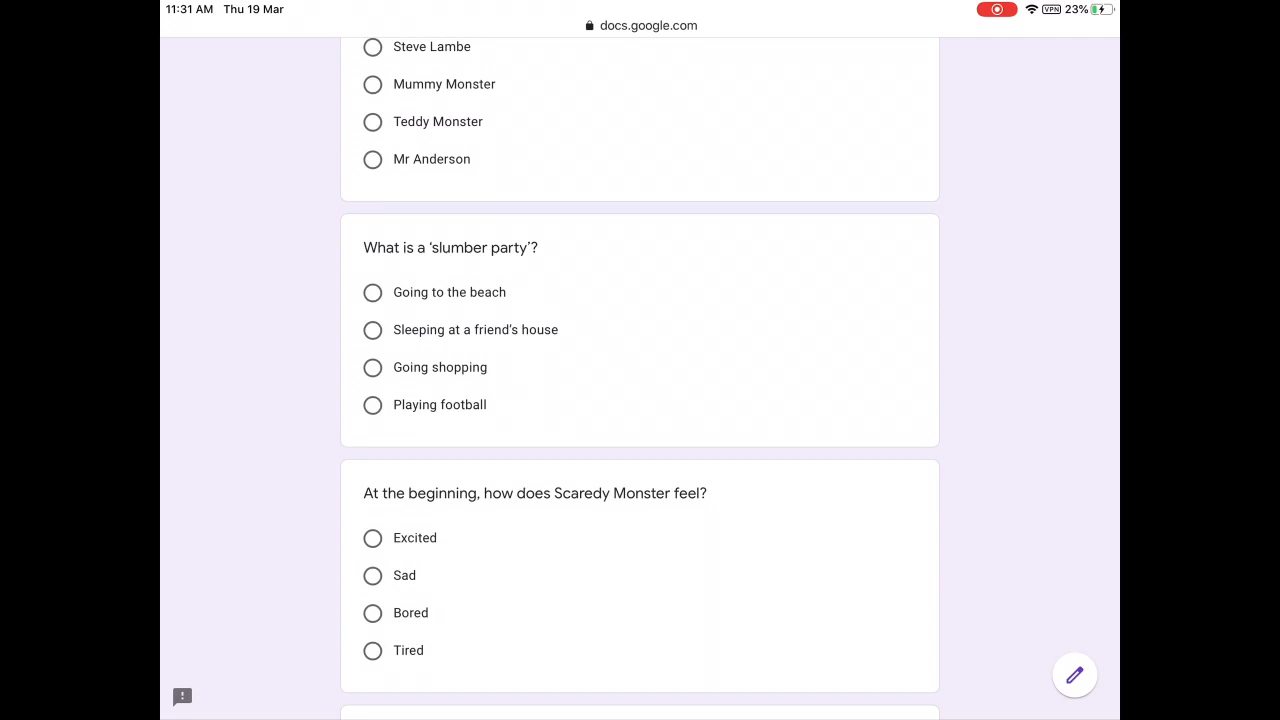 11:31 AM Thu 19 Mar
VPN 23%
docs.google.com
Steve Lambe
Mummy Monster
Teddy Monster
Mr Anderson
What is a ‘slumber party’?
Going to the beach
Sleeping at a friend's house
Going shopping
Playing football
At the beginning, how does Scaredy Monster feel?
Excited
Sad
Bored
Tired